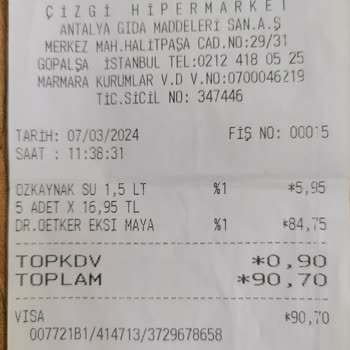 ÇİZGİ HİPERMARKET
ANTALYA GIDA MADDELERİ SAN.A.Ş
MERKEZ MAH.HALİTPAŞA CAD.NO:29/31
GOPALŞA İSTANBUL TEL:0212 418 05 25
MARMARA KURUMLAR V.D V.NO:0700046219
TİC.SİCİL NO: 347446
TARİH: 07/03/2024 FİŞ NO: 00015
SAAT : 11:38:31
OZKAYNAK SU 1,5 LT %1 *5,95
5 ADET X 16,95 TL
DR.OETKER EKSI MAYA %1 *84,75
TOPKDV *0,90
TOPLAM *90,70
VISA *90,70
007721B1/414713/3729678658